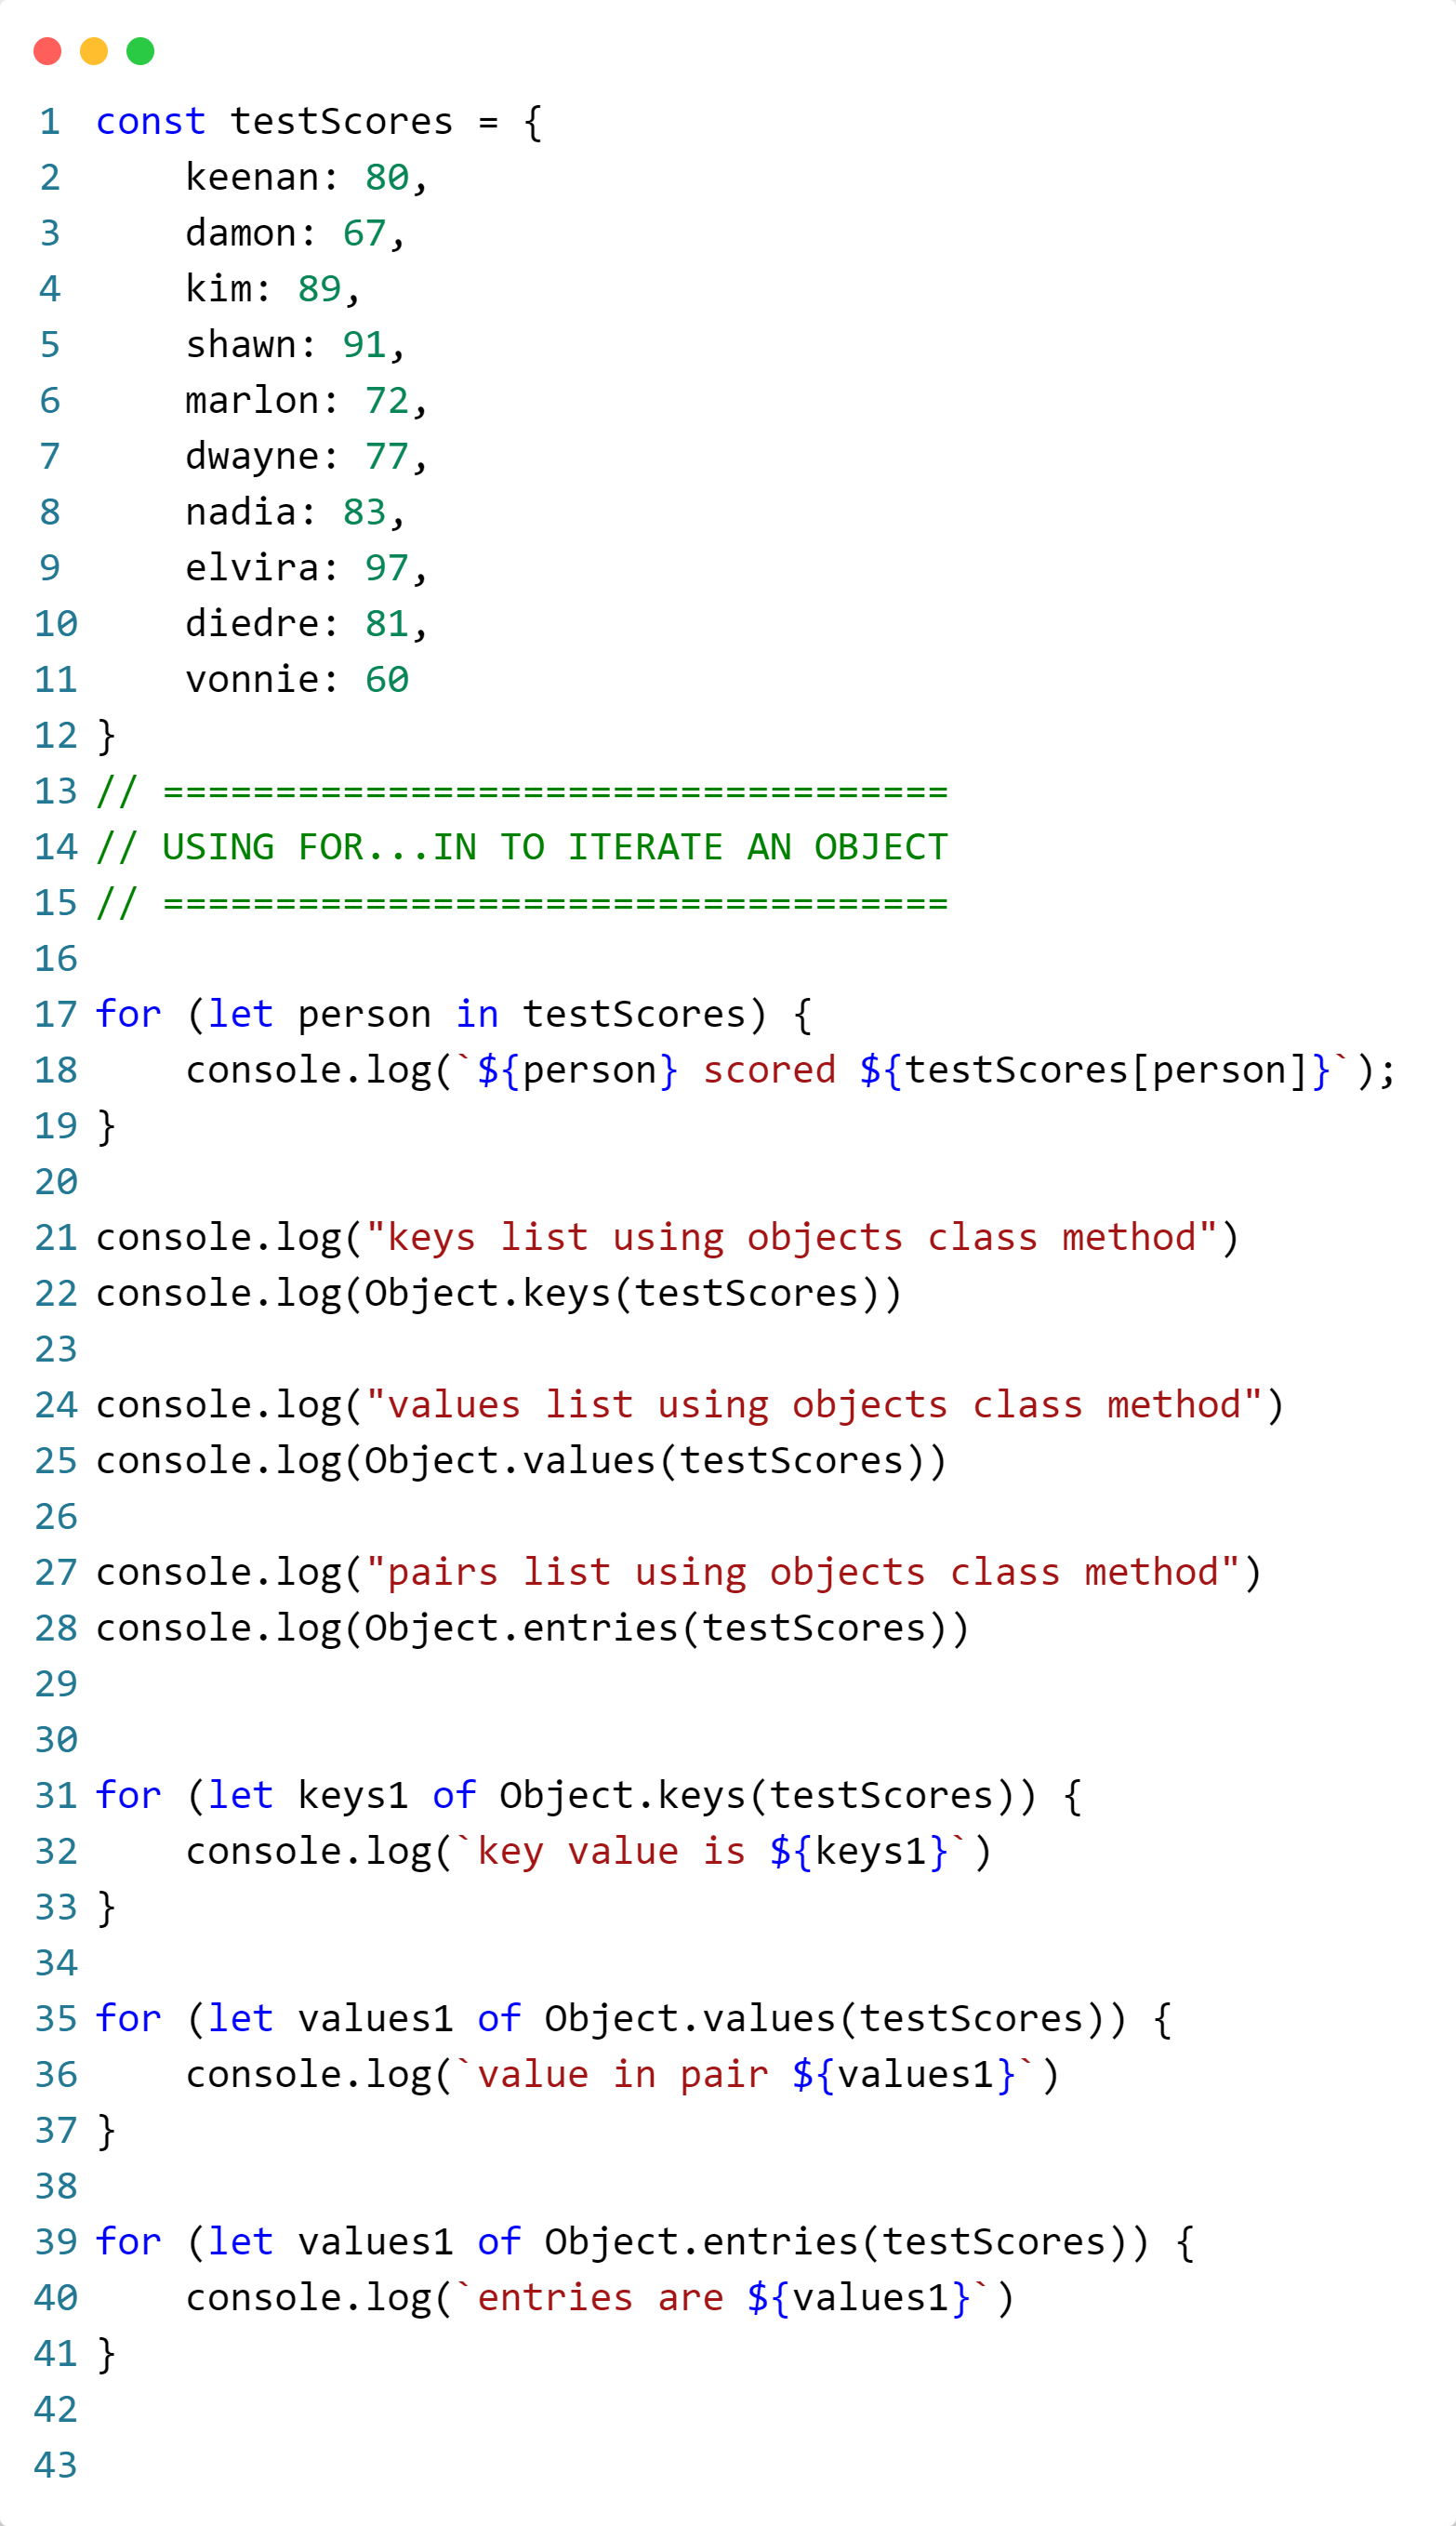 1 const testScores = {
2     keenan: 80,
3     damon: 67,
4     kim: 89,
5     shawn: 91,
6     marlon: 72,
7     dwayne: 77,
8     nadia: 83,
9     elvira: 97,
10     diedre: 81,
11     vonnie: 60
12 }
13 // ===================================
14 // USING FOR...IN TO ITERATE AN OBJECT
15 // ===================================
16
17 for (let person in testScores) {
18     console.log(`${person} scored ${testScores[person]}`);
19 }
20
21 console.log("keys list using objects class method")
22 console.log(Object.keys(testScores))
23
24 console.log("values list using objects class method")
25 console.log(Object.values(testScores))
26
27 console.log("pairs list using objects class method")
28 console.log(Object.entries(testScores))
29
30
31 for (let keys1 of Object.keys(testScores)) {
32     console.log(`key value is ${keys1}`)
33 }
34
35 for (let values1 of Object.values(testScores)) {
36     console.log(`value in pair ${values1}`)
37 }
38
39 for (let values1 of Object.entries(testScores)) {
40     console.log(`entries are ${values1}`)
41 }
42
43